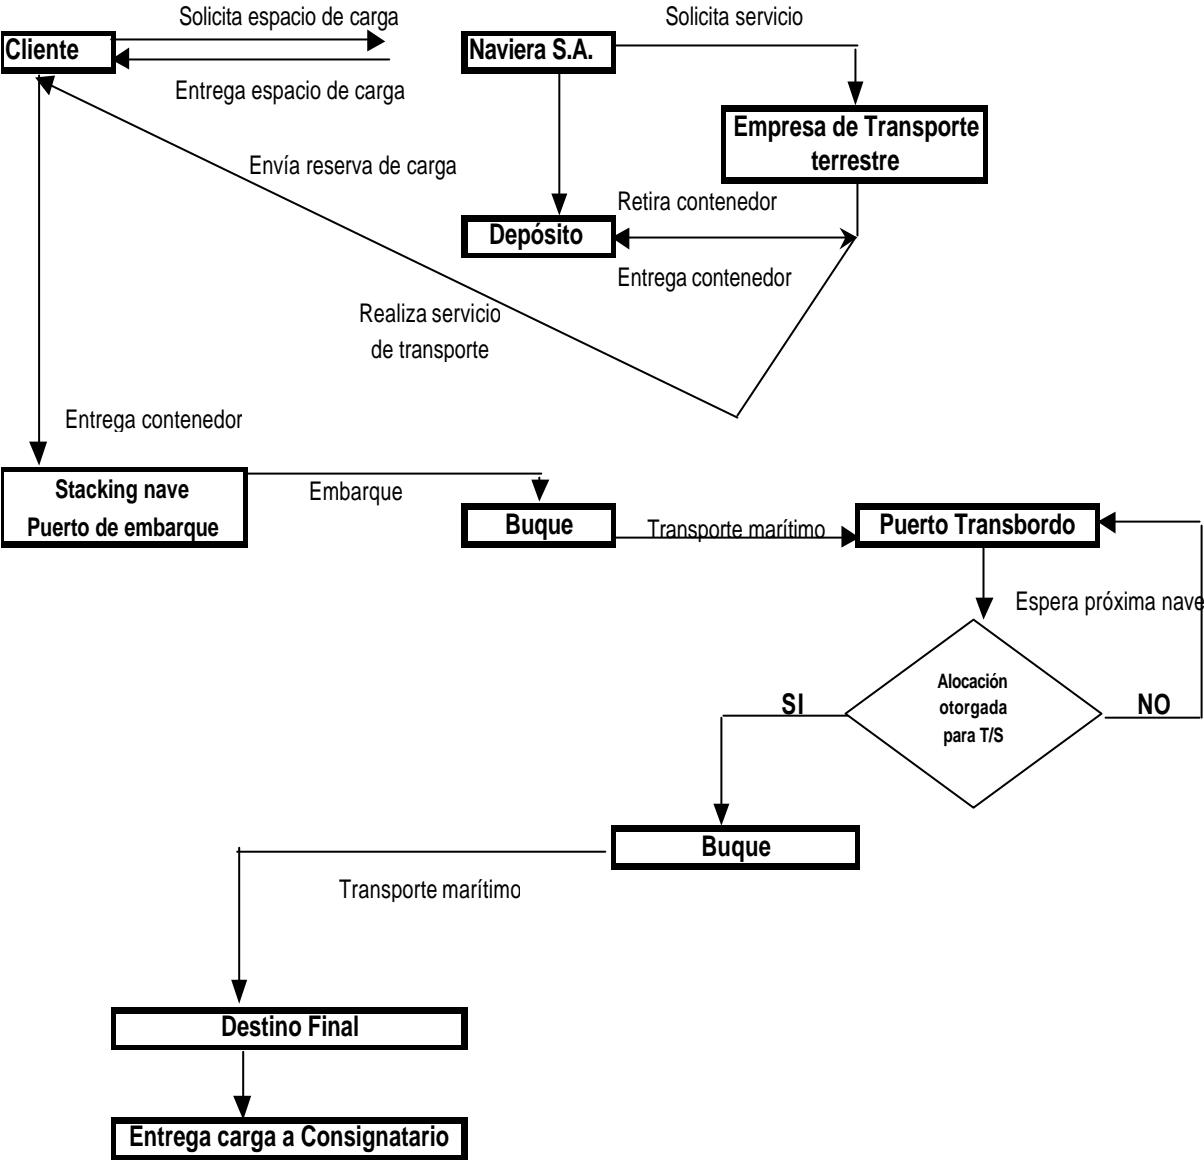 Solicita espacio de carga
Solicita servicio
Cliente
Naviera S.A.
Entrega espacio de carga
Empresa de Transporte
terrestre
Envía reserva de carga
Retira contenedor
Depósito
Entrega contenedor
Realiza servicio
de transporte
Entrega contenedor
Stacking nave
Puerto de embarque
Embarque
Buque
Transporte marítimo
Puerto Transbordo
Espera próxima nave
Alocación
otorgada
para T/S
SI
NO
Buque
Transporte marítimo
Destino Final
Entrega carga a Consignatario